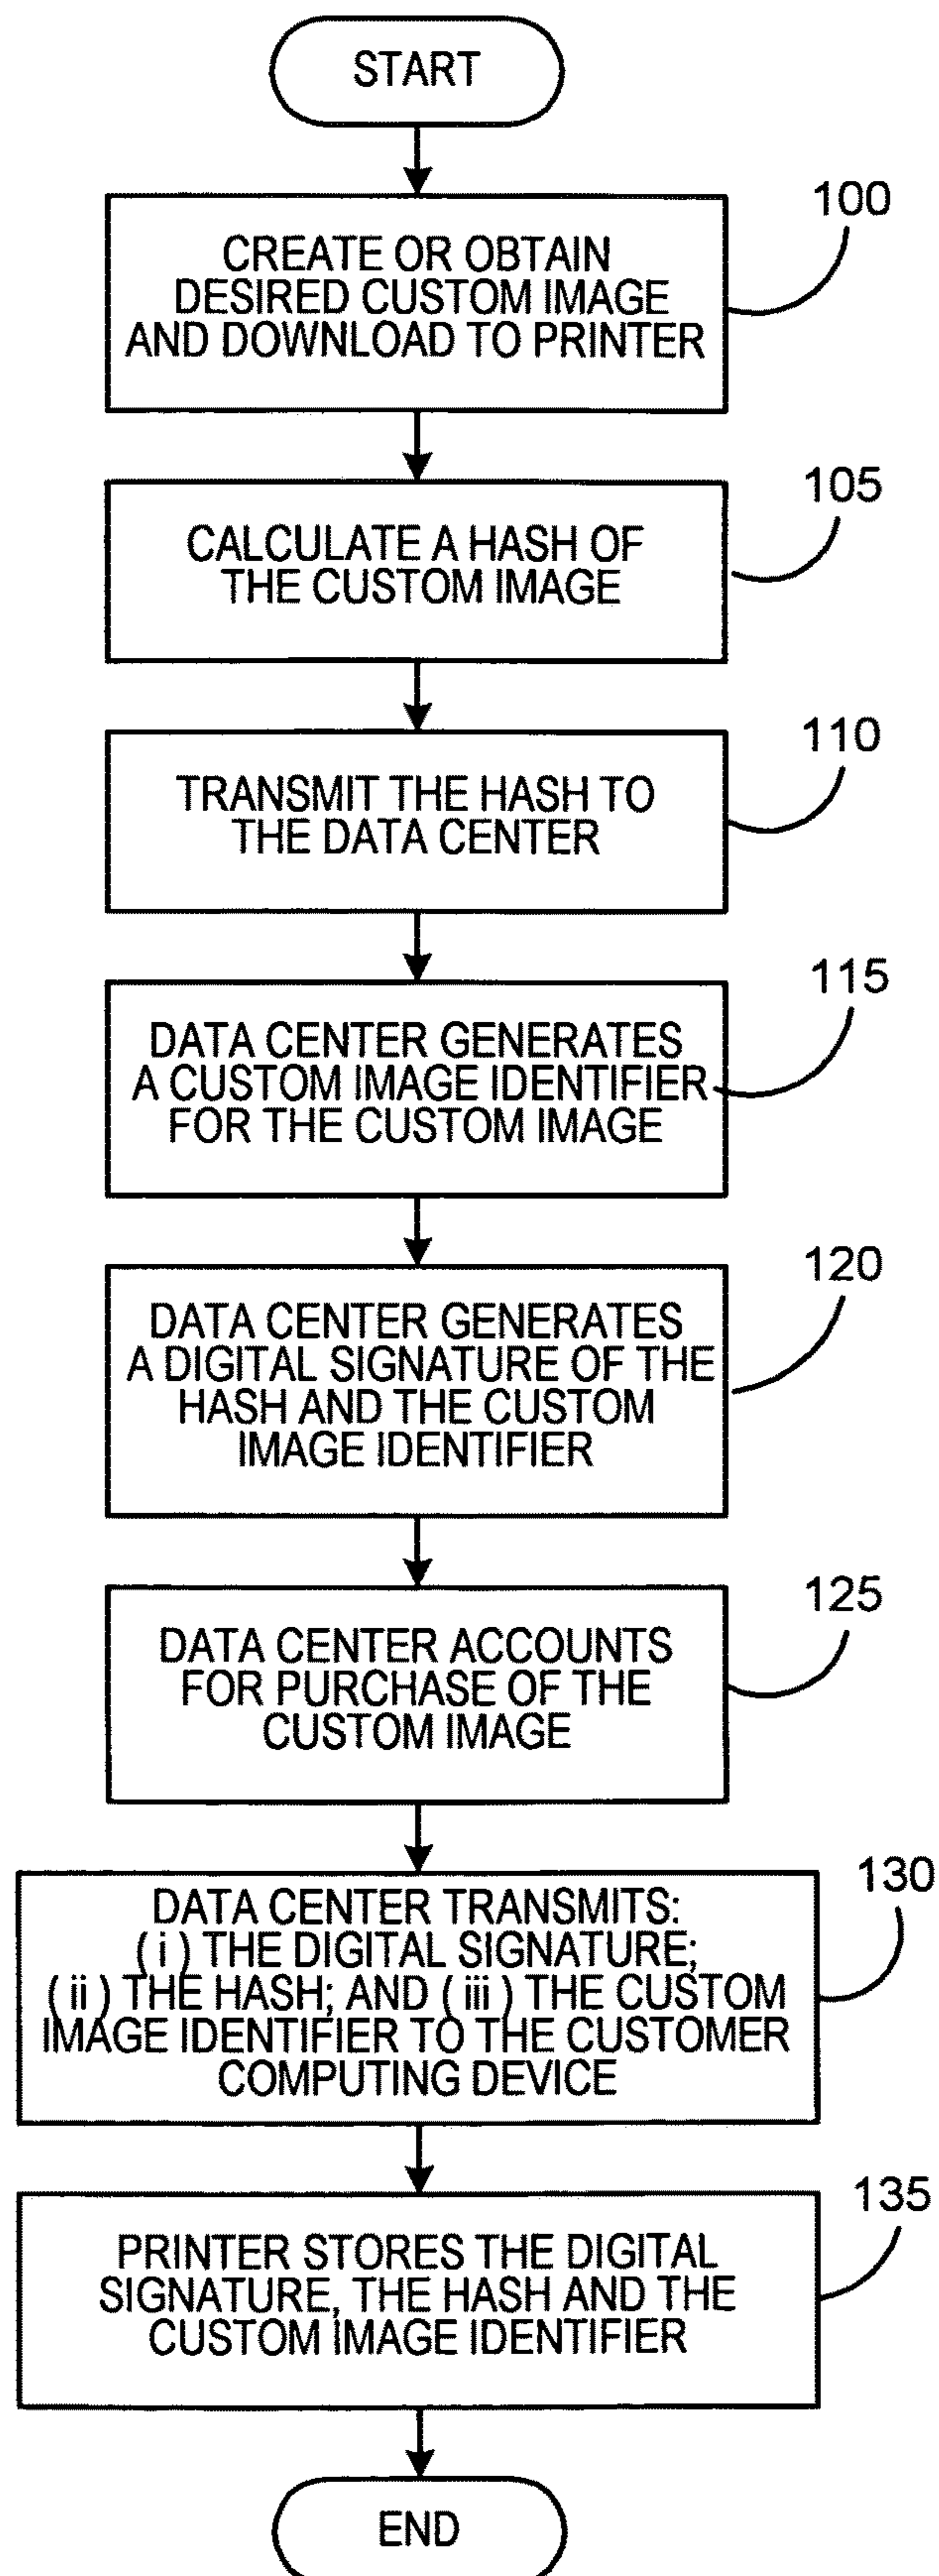 START
100
CREATE OR OBTAIN
DESIRED CUSTOM IMAGE
AND DOWNLOAD TO PRINTER
105
CALCULATE A HASH OF
THE CUSTOM IMAGE
110
TRANSMIT THE HASH TO
THE DATA CENTER
115
DATA CENTER GENERATES
A CUSTOM IMAGE IDENTIFIER
FOR THE CUSTOM IMAGE
120
DATA CENTER GENERATES
A DIGITAL SIGNATURE OF THE
HASH AND THE CUSTOM
IMAGE IDENTIFIER
125
DATA CENTER ACCOUNTS
FOR PURCHASE OF THE
CUSTOM IMAGE
130
DATA CENTER TRANSMITS:
( i ) THE DIGITAL SIGNATURE;
( ii ) THE HASH; AND ( iii ) THE CUSTOM
IMAGE IDENTIFIER TO THE CUSTOMER
COMPUTING DEVICE
135
PRINTER STORES THE DIGITAL
SIGNATURE, THE HASH AND THE
CUSTOM IMAGE IDENTIFIER
END